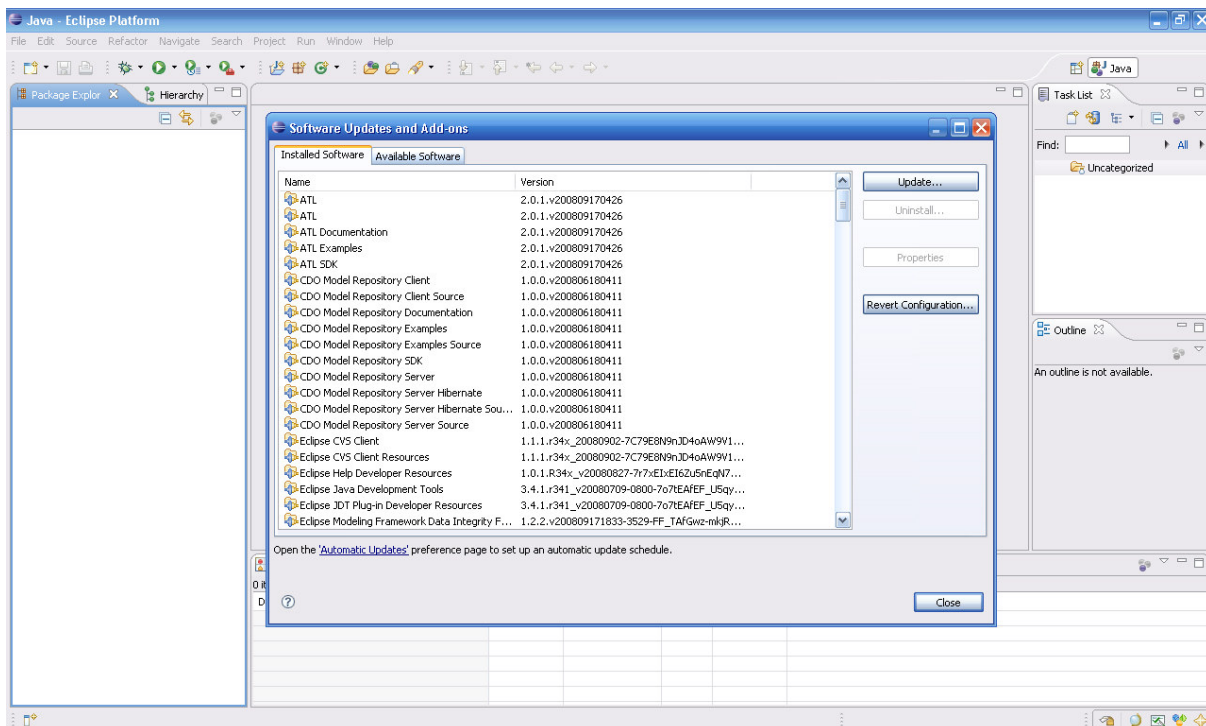 Java - Eclipse Platform
File Edit Source Refactor Navigate Search Project Run Window Help
Java
Package Explor
Hierarchy
Task List
Find:
All
Uncategorized
Software Updates and Add-ons
Installed Software
Available Software
Name Version
ATL 2.0.1.v200809170426
ATL 2.0.1.v200809170426
ATL Documentation 2.0.1.v200809170426
ATL Examples 2.0.1.v200809170426
ATL SDK 2.0.1.v200809170426
CDO Model Repository Client 1.0.0.v200806180411
CDO Model Repository Client Source 1.0.0.v200806180411
CDO Model Repository Documentation 1.0.0.v200806180411
CDO Model Repository Examples 1.0.0.v200806180411
CDO Model Repository Examples Source 1.0.0.v200806180411
CDO Model Repository SDK 1.0.0.v200806180411
CDO Model Repository Server 1.0.0.v200806180411
CDO Model Repository Server Hibernate 1.0.0.v200806180411
CDO Model Repository Server Hibernate Sou... 1.0.0.v200806180411
CDO Model Repository Server Source 1.0.0.v200806180411
Eclipse CVS Client 1.1.1.r34x_20080902-7C79E8N9nJD4oAW9V1...
Eclipse CVS Client Resources 1.1.1.r34x_20080902-7C79E8N9nJD4oAW9V1...
Eclipse Help Developer Resources 1.0.1.R34x_v20080827-7r7xEIxEI6Zu5nEqN7...
Eclipse Java Development Tools 3.4.1.r341_v20080709-0800-7o7tEAfEF_U5qy...
Eclipse JDT Plug-in Developer Resources 3.4.1.r341_v20080709-0800-7o7tEAfEF_U5qy...
Eclipse Modeling Framework Data Integrity F... 1.2.2.v200809171833-3529-FF_TAfGwz-mkjR...
Update...
Uninstall...
Properties
Revert Configuration...
Open the 'Automatic Updates' preference page to set up an automatic update schedule.
Close
Outline
An outline is not available.
0 it
D